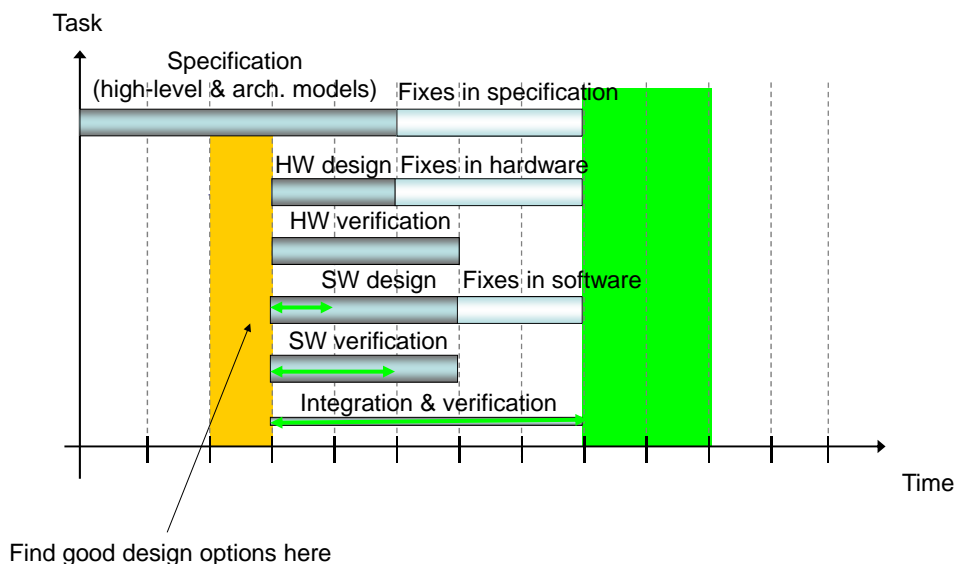 Task
Specification
(high-level & arch. models)
Fixes in specification
HW design
Fixes in hardware
HW verification
SW design
Fixes in software
SW verification
Integration & verification
Time
Find good design options here